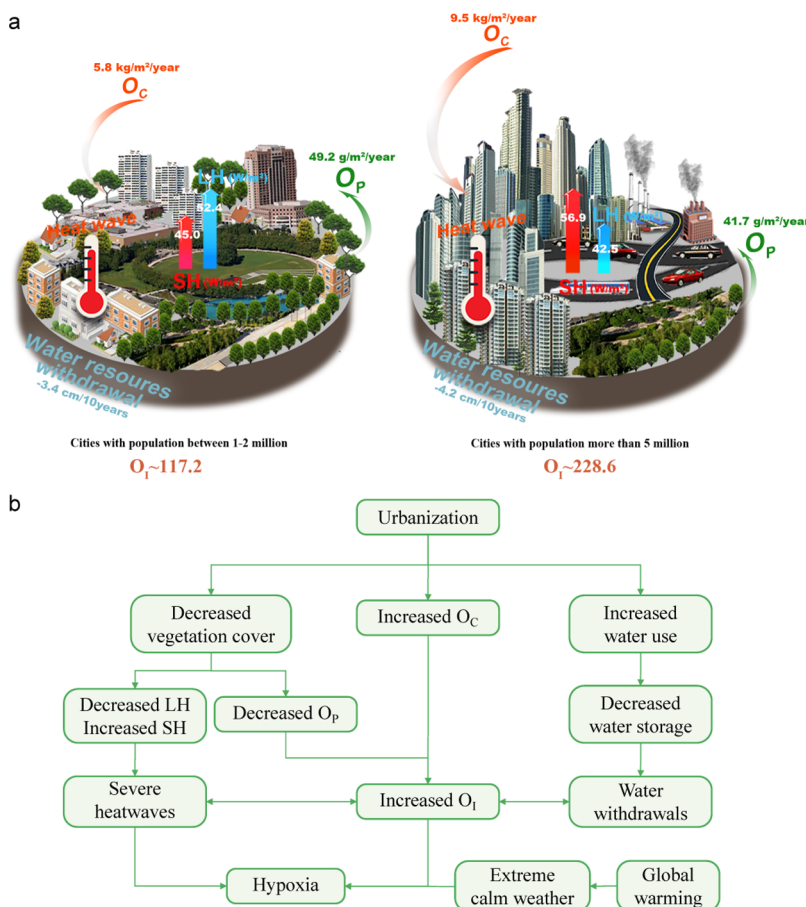 a
5.8 kg/m²/year
O_C
49.2 g/m²/year
O_P
LH (W/m²)
52.4
45.0
SH (W/m²)
Heat wave
Water resoures
withdrawal
-3.4 cm/10years
Cities with population between 1-2 million
O_I~117.2
9.5 kg/m²/year
O_C
41.7 g/m²/year
O_P
LH (W/m²)
56.9
42.5
SH (W/m²)
Heat wave
Water resoures
withdrawal
-4.2 cm/10years
Cities with population more than 5 million
O_I~228.6
b
Urbanization
Decreased
vegetation cover
Increased O_C
Increased
water use
Decreased LH
Increased SH
Decreased O_P
Decreased
water storage
Severe
heatwaves
Increased O_I
Water
withdrawals
Hypoxia
Extreme
calm weather
Global
warming